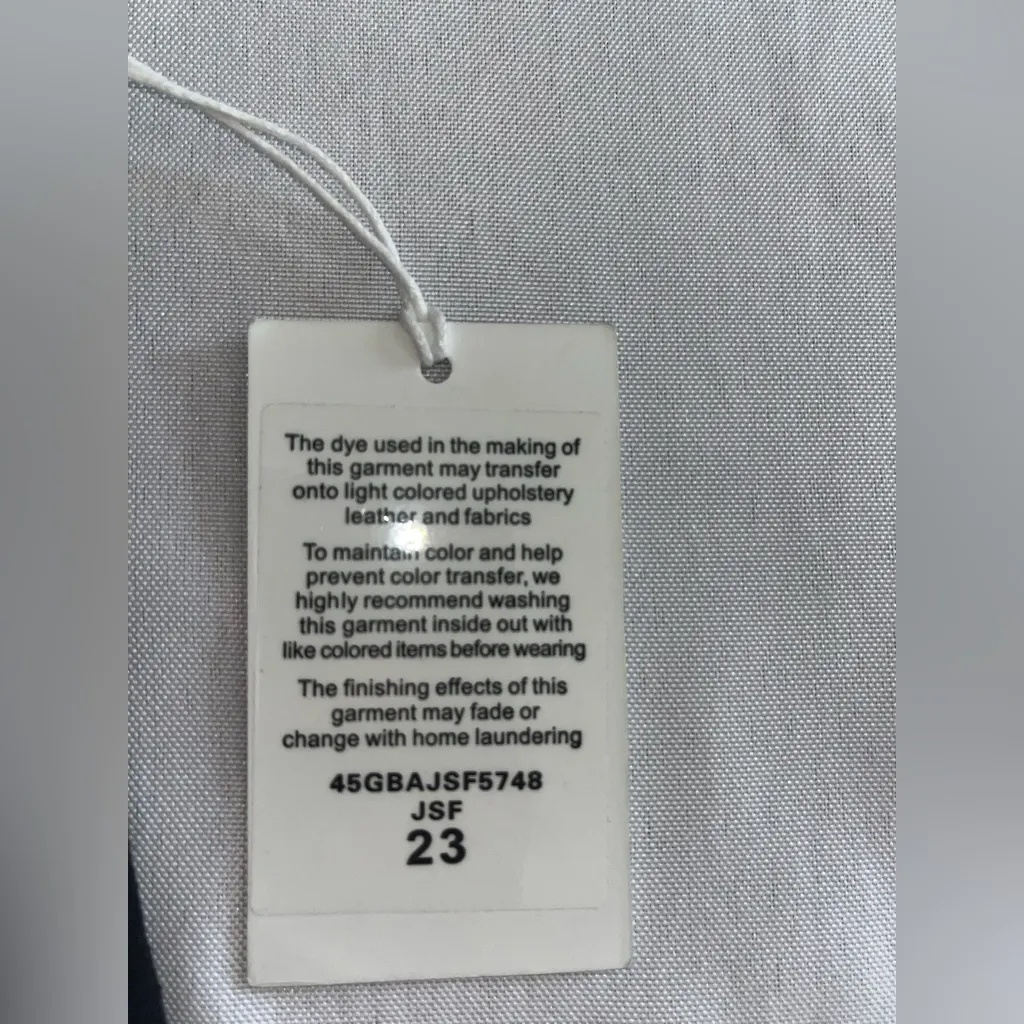 The dye used in the making of
this garment may transfer
onto light colored upholstery
leather and fabrics
To maintain color and help
prevent color transfer, we
highly recommend washing
this garment inside out with
like colored items before wearing
The finishing effects of this
garment may fade or
change with home laundering
45GBAJSF5748
JSF
23